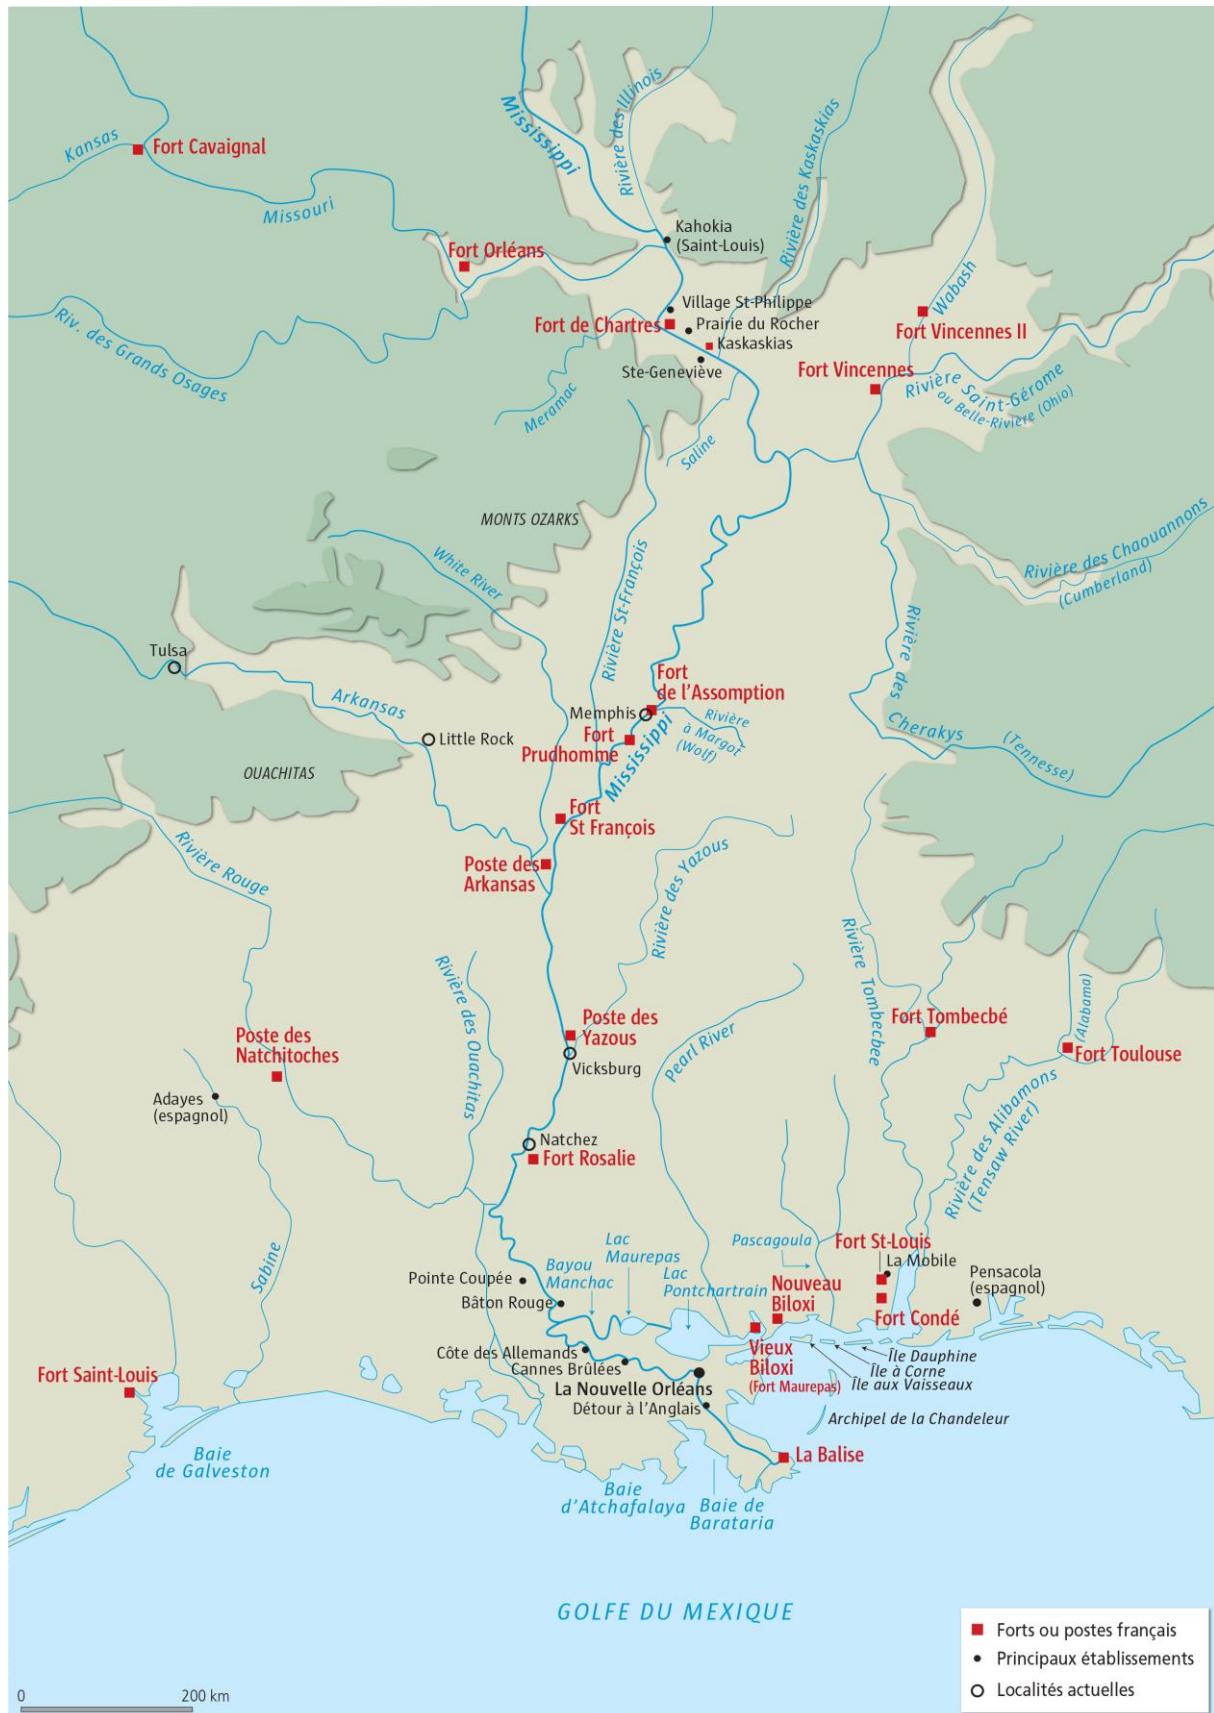 Mississippi
Rivière des Illinois
Rivière des Kaskaskias
Kansas
Fort Cavaignal
Missouri
Kahokia
(Saint-Louis)
Fort Orléans
Wabash
Village St-Philippe
Fort de Chartres
Prairie du Rocher
Fort Vincennes II
Kaskaskias
Riv. des Grands Osages
Ste-Geneviève
Fort Vincennes
Rivière Saint-Gérome
ou Belle-Rivière (Ohio)
Meramac
Saline
MONTS OZARKS
White River
Rivière St-François
Rivière des Chaouannons
(Cumberland)
Rivière des
Cherakys
(Tennesse)
Tulsa
Arkansas
Fort
de l'Assomption
Memphis
Rivière
à Margot
(Wolf)
Little Rock
Fort
Prudhomme
Mississippi
OUACHITAS
Fort
St François
Rivière Rouge
Poste des
Arkansas
Rivière des Yazous
Rivière des Ouachitas
Rivière Tombecbee
(Alabama)
Poste des
Natchitoches
Poste des
Yazous
Pearl River
Fort Tombecbé
Fort Toulouse
Vicksburg
Adayes
(espagnol)
Natchez
Fort Rosalie
Rivière des Alibamons
(Tensaw River)
Sabine
Lac
Maurepas
Pascagoula
Fort St-Louis
La Mobile
Bayou
Manchac
Lac
Pontchartrain
Pointe Coupée
Nouveau
Biloxi
Pensacola
(espagnol)
Bâton Rouge
Fort Condé
Côte des Allemands
Vieux
Biloxi
(Fort Maurepas)
Île Dauphine
Cannes Brûlées
Île à Corne
Île aux Vaisseaux
Fort Saint-Louis
La Nouvelle Orléans
Détour à l'Anglais
Archipel de la Chandeleur
Baie
de Galveston
La Balise
Baie
d'Atchafalaya
Baie de
Barataria
GOLFE DU MEXIQUE
Forts ou postes français
Principaux établissements
Localités actuelles
0 200 km